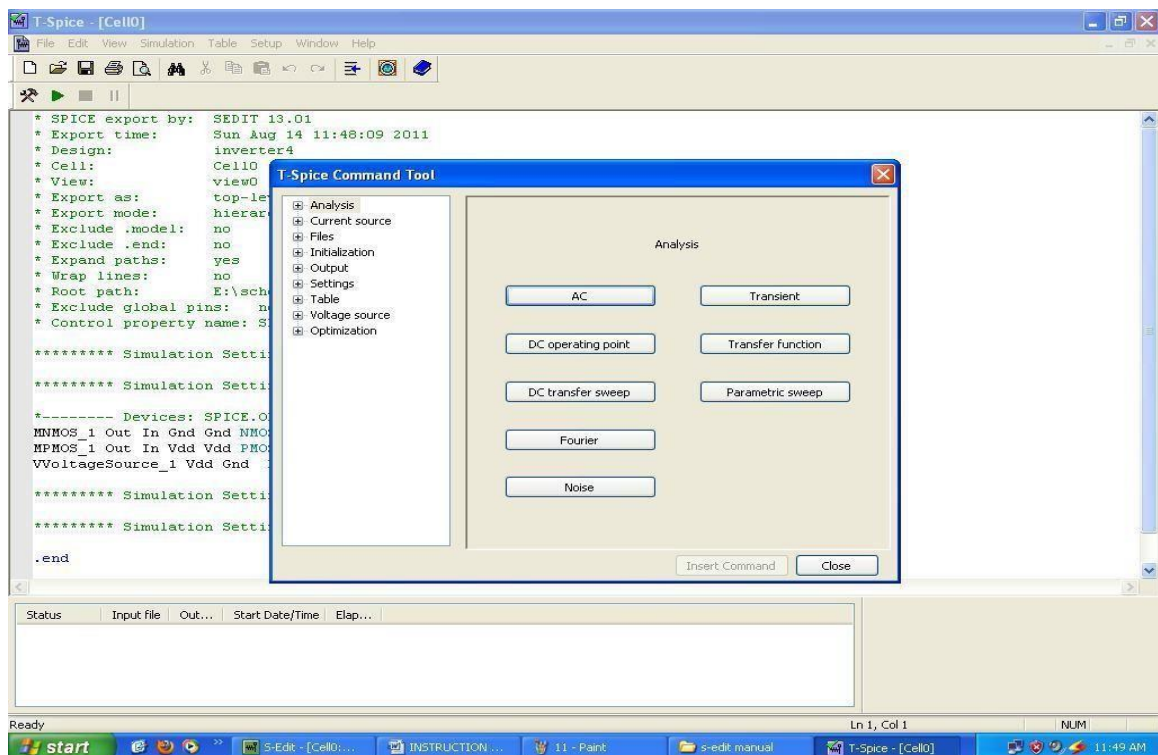 T-Spice - [Cell0]
File Edit View Simulation Table Setup Window Help
* SPICE export by: SEDIT 13.01
* Export time: Sun Aug 14 11:48:09 2011
* Design: inverter4
* Cell: Cell0
* View: view0
* Export as: top-le
* Export mode: hierar
* Exclude .model: no
* Exclude .end: no
* Expand paths: yes
* Wrap lines: no
* Root path: E:\sch
* Exclude global pins: n
* Control property name: S
********* Simulation Setti
********* Simulation Setti
*-------- Devices: SPICE.O
MNMOS_1 Out In Gnd Gnd NMO
MPMOS_1 Out In Vdd Vdd PMO
VVoltageSource_1 Vdd Gnd
********* Simulation Setti
********* Simulation Setti
.end
T-Spice Command Tool
Analysis
Current source
Files
Initialization
Output
Settings
Table
Voltage source
Optimization
Analysis
AC Transient
DC operating point Transfer function
DC transfer sweep Parametric sweep
Fourier
Noise
Insert Command Close
Status Input file Out... Start Date/Time Elap...
Ready Ln 1, Col 1 NUM
start S-Edit - [Cell0:... INSTRUCTION ... 11 - Paint s-edit manual T-Spice - [Cell0] 11:49 AM